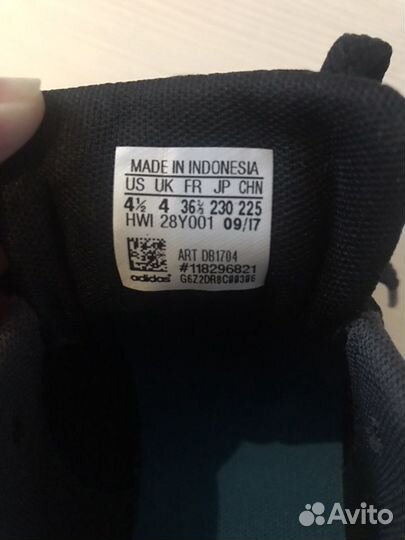 MADE IN INDONESIA
US UK FR JP CHN
4½ 4 36⅔ 230 225
HWI 28Y001 09/17
ART DB1704
#118296821
adidas G6Z2DR8C00306
Avito